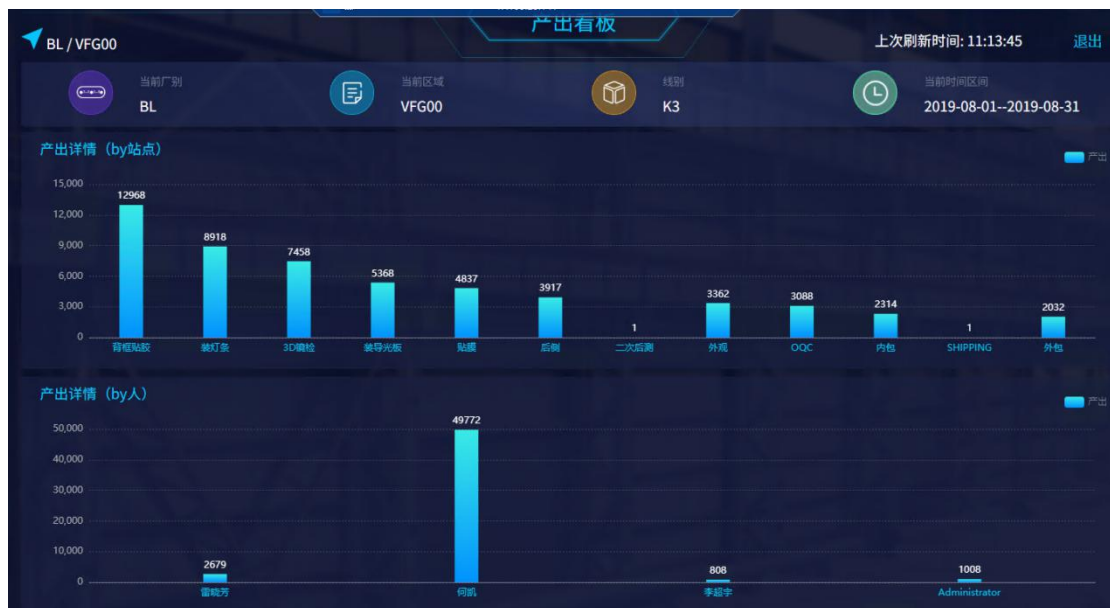 产出看板
BL / VFG00
上次刷新时间: 11:13:45
退出
当前厂别
BL
当前区域
VFG00
线别
K3
当前时间区间
2019-08-01--2019-08-31
产出详情（by站点）
产出
15,000
12,000
9,000
6,000
3,000
0
12968
8918
7458
5368
4837
3917
1
3362
3088
2314
1
2032
背框贴胶
装灯条
3D瞳检
装导光板
贴膜
后侧
二次后测
外观
OQC
内包
SHIPPING
外包
产出详情（by人）
产出
50,000
40,000
30,000
20,000
10,000
0
2679
49772
808
1008
雷晓芳
何凯
李超宇
Administrator